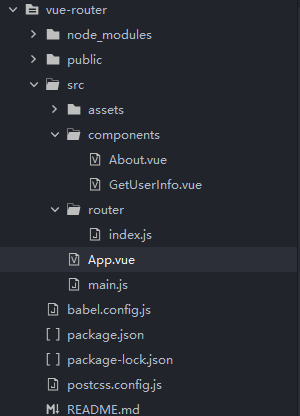 vue-router
node_modules
public
src
assets
components
About.vue
GetUserInfo.vue
router
index.js
App.vue
main.js
babel.config.js
package.json
package-lock.json
postcss.config.js
README.md